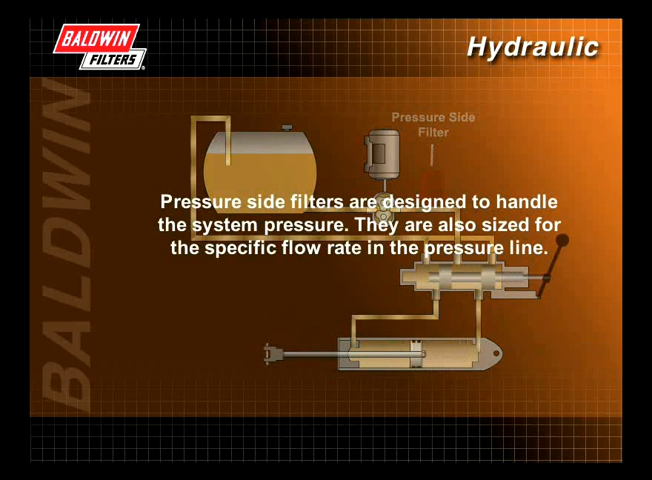 BALDWIN
FILTERS
Hydraulic
BALDWIN
Pressure Side
Filter
Pressure side filters are designed to handle
the system pressure. They are also sized for
the specific flow rate in the pressure line.